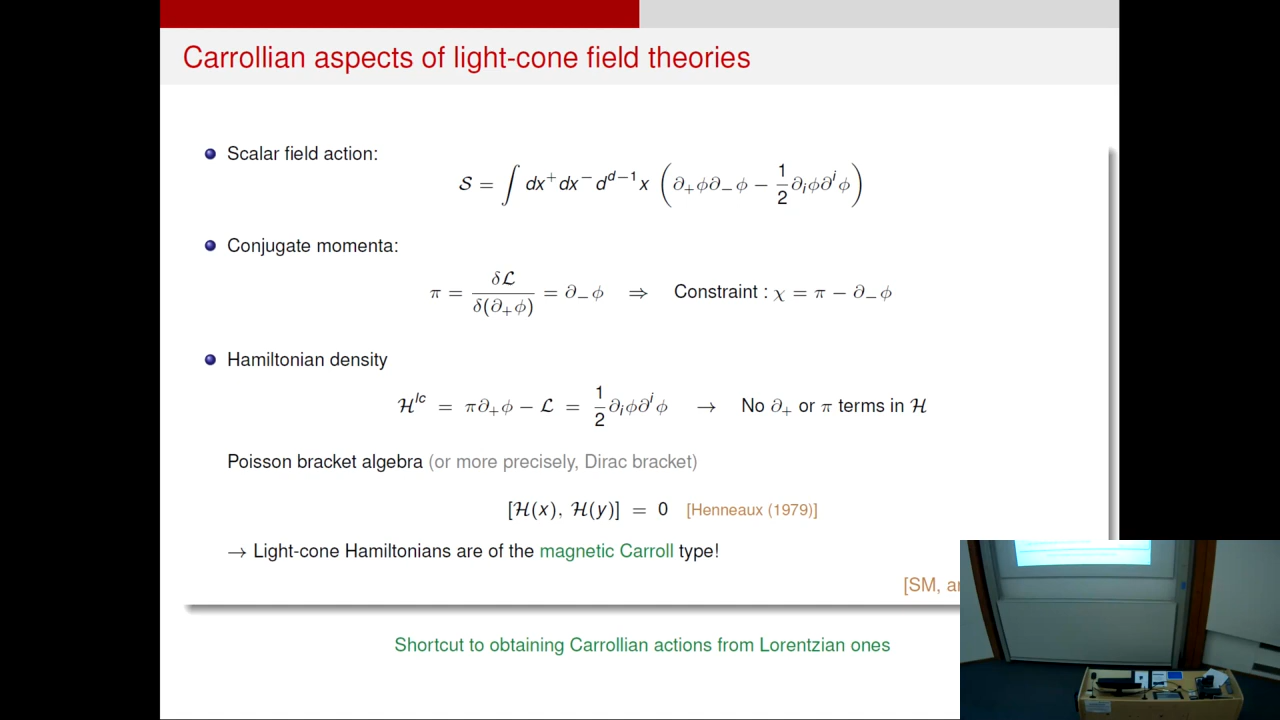 Carrollian aspects of light-cone field theories
Scalar field action:
𝒮 = ∫ dx⁺dx⁻d^{d−1}x (∂₊ϕ∂₋ϕ − 1/2 ∂ᵢϕ∂ⁱϕ)
Conjugate momenta:
π = δℒ/δ(∂₊ϕ) = ∂₋ϕ ⇒ Constraint : χ = π − ∂₋ϕ
Hamiltonian density
ℋ^{lc} = π∂₊ϕ − ℒ = 1/2 ∂ᵢϕ∂ⁱϕ → No ∂₊ or π terms in ℋ
Poisson bracket algebra (or more precisely, Dirac bracket)
[ℋ(x), ℋ(y)] = 0 [Henneaux (1979)]
→ Light-cone Hamiltonians are of the magnetic Carroll type!
[SM,
Shortcut to obtaining Carrollian actions from Lorentzian ones